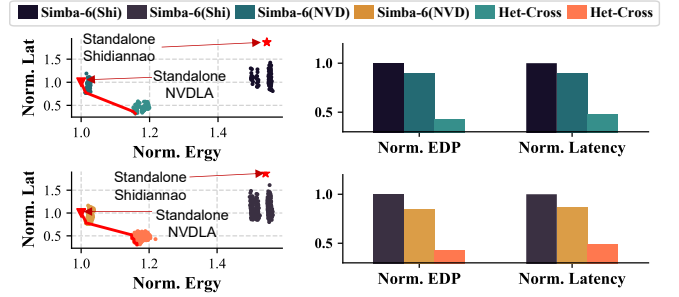 Simba-6(Shi) Simba-6(Shi) Simba-6(NVD) Simba-6(NVD) Het-Cross Het-Cross
Norm. Lat
1.5
1.0
0.5
Standalone
Shidiannao
Standalone
NVDLA
1.0 1.2 1.4
Norm. Ergy
1.0
0.5
Norm. EDP Norm. Latency
Norm. Lat
1.5
1.0
0.5
Standalone
Shidiannao
Standalone
NVDLA
1.0 1.2 1.4
Norm. Ergy
1.0
0.5
Norm. EDP Norm. Latency